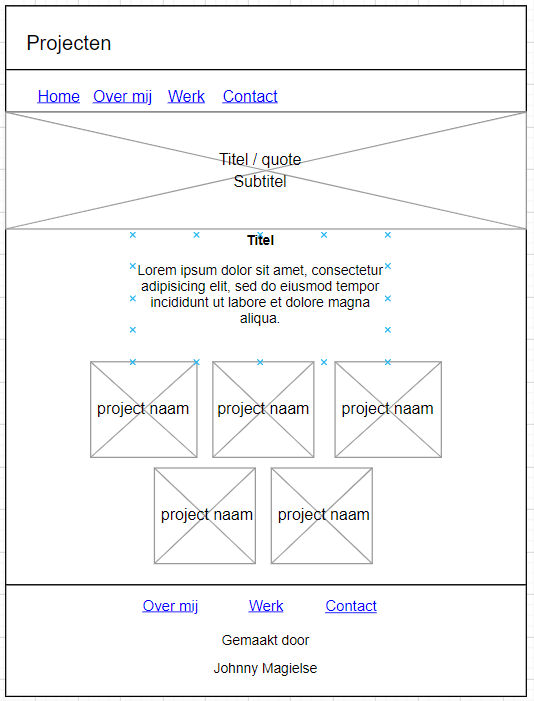 Projecten
Home Over mij Werk Contact
Titel / quote
Subtitel
Titel
Lorem ipsum dolor sit amet, consectetur
adipisicing elit, sed do eiusmod tempor
incididunt ut labore et dolore magna
aliqua.
project naam project naam project naam
project naam project naam
Over mij Werk Contact
Gemaakt door
Johnny Magielse